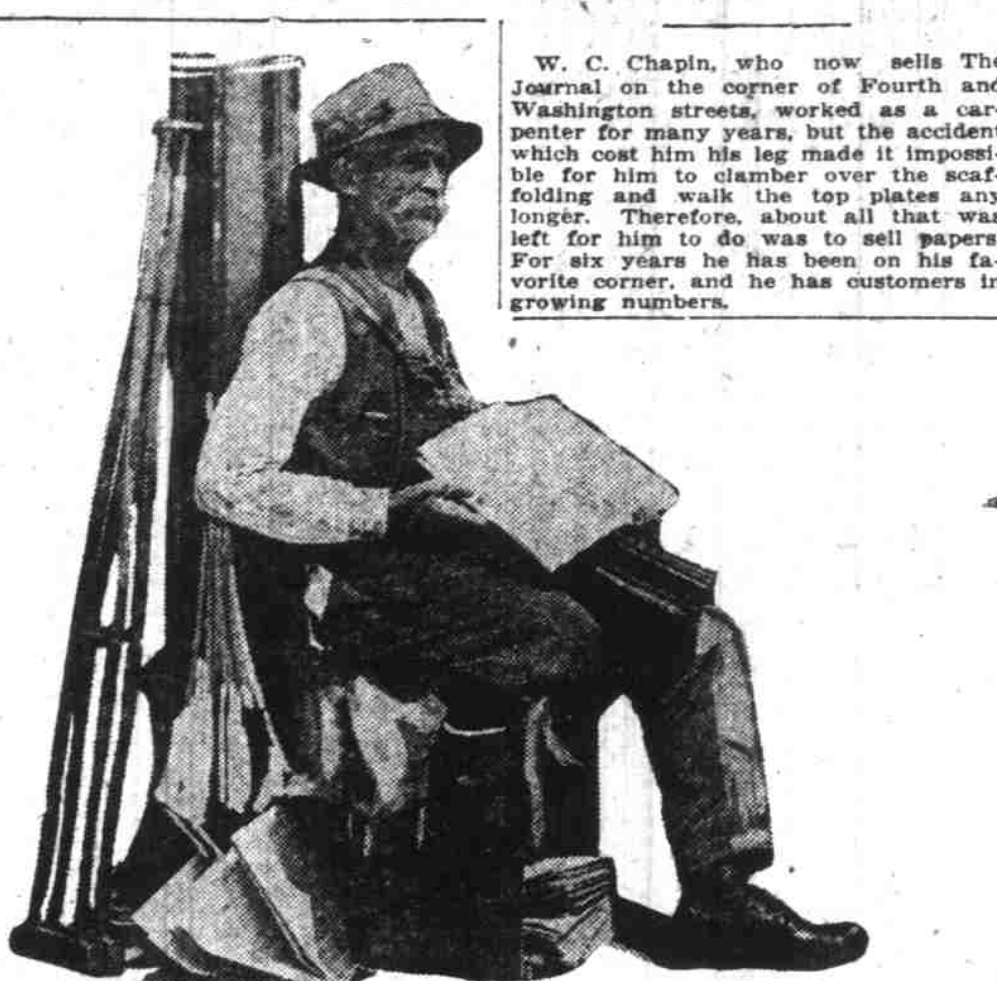 W. C. Chapin, who now sells The
Journal on the corner of Fourth and
Washington streets, worked as a car-
penter for many years, but the accident
which cost him his leg made it impossi-
ble for him to clamber over the scaf-
folding and walk the top plates any
longer. Therefore, about all that was
left for him to do was to sell papers.
For six years he has been on his fa-
vorite corner, and he has customers in
growing numbers.